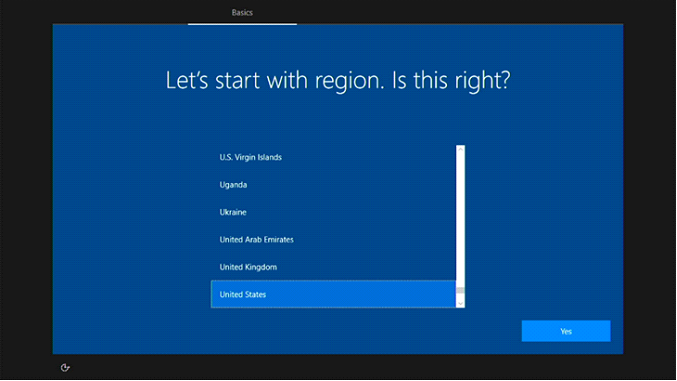 Basics
Let's start with region. Is this right?
U.S. Virgin Islands
Uganda
Ukraine
United Arab Emirates
United Kingdom
United States
Yes